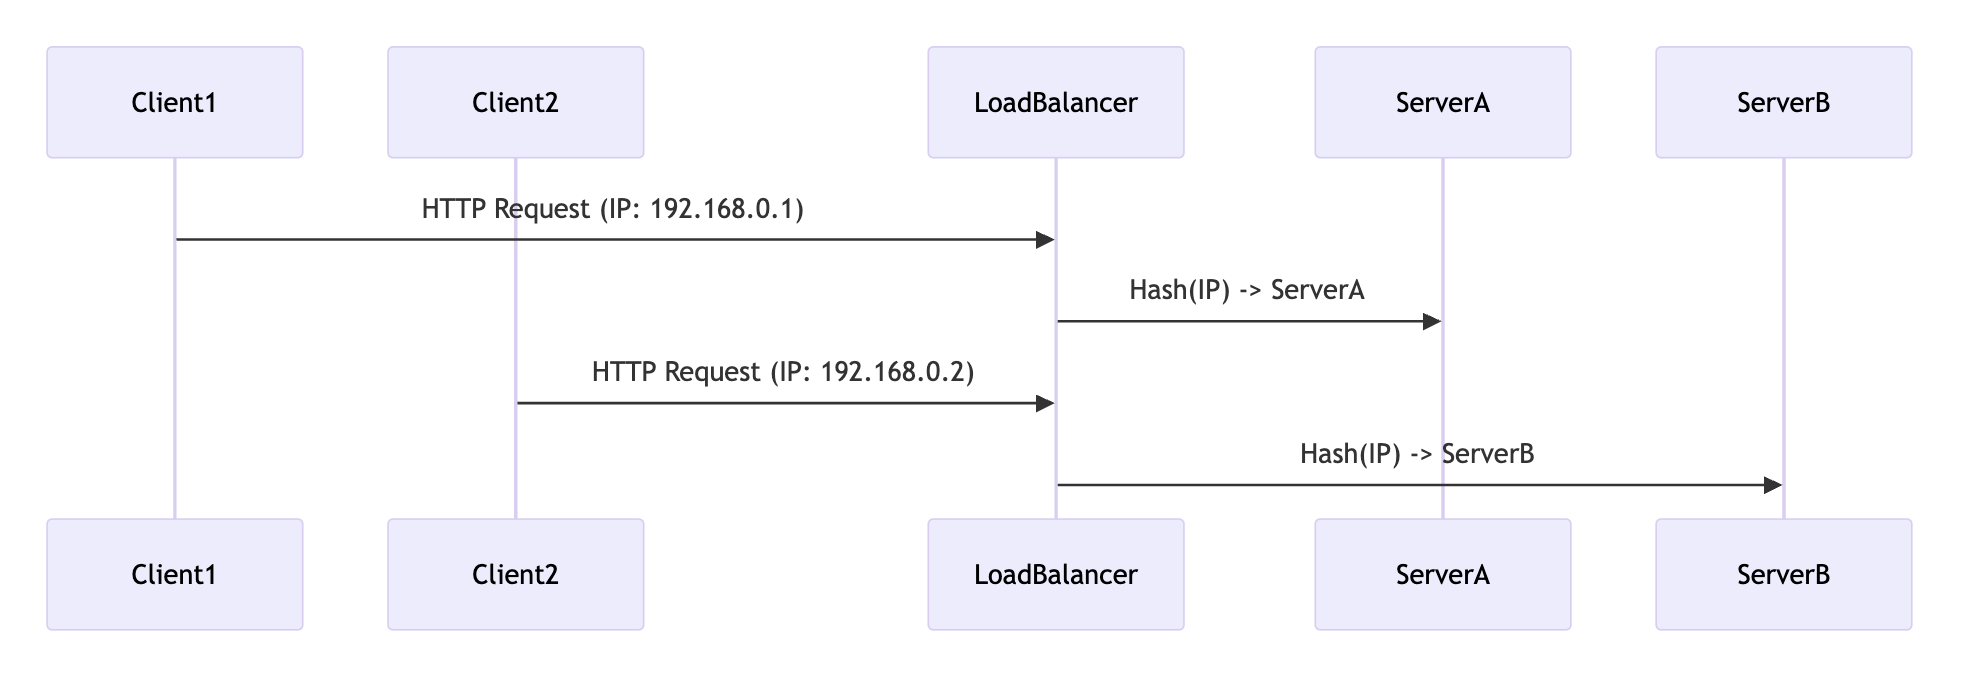 Client1
Client2
LoadBalancer
ServerA
ServerB
HTTP Request (IP: 192.168.0.1)
Hash(IP) -> ServerA
HTTP Request (IP: 192.168.0.2)
Hash(IP) -> ServerB
Client1
Client2
LoadBalancer
ServerA
ServerB